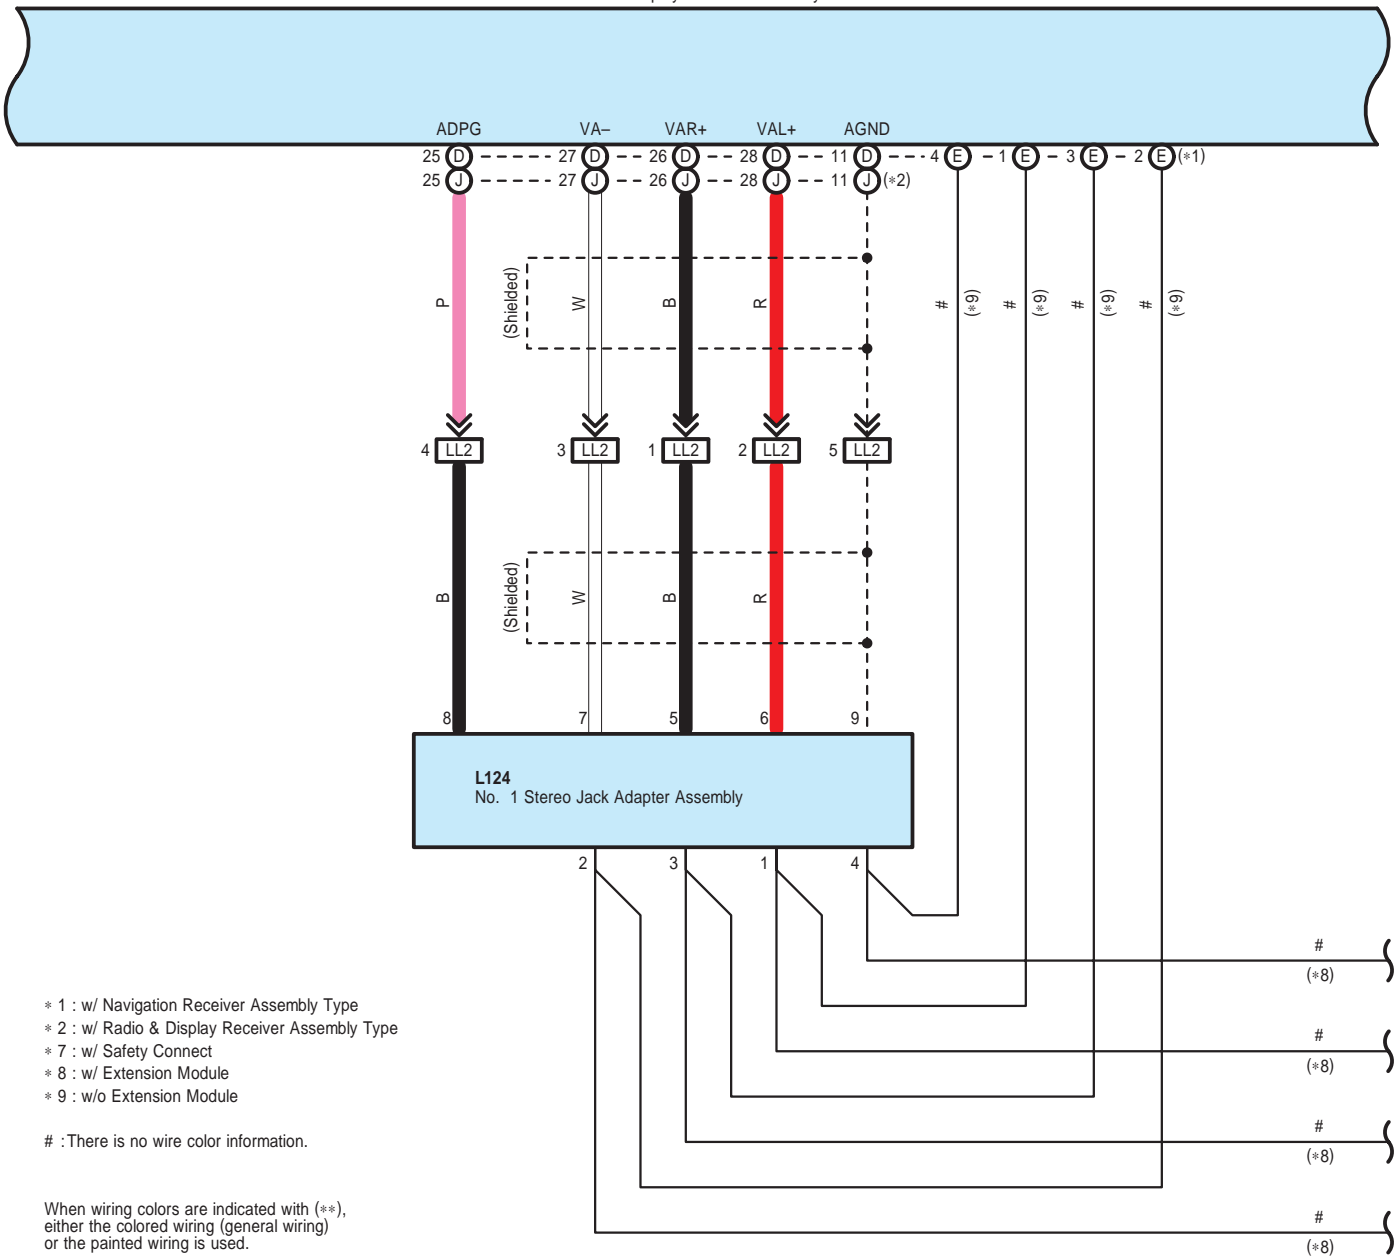 ADPG VA– VAR+ VAL+ AGND
25 D 27 D 26 D 28 D 11 D 4 E 1 E 3 E 2 E (∗1)
25 J 27 J 26 J 28 J 11 J (∗2)
(Shielded)
P W B R # (∗9) # (∗9) # (∗9) # (∗9)
4 LL2 3 LL2 1 LL2 2 LL2 5 LL2
(Shielded)
B W B R
8 7 5 6 9
L124
No. 1 Stereo Jack Adapter Assembly
2 3 1 4
#
(∗8)
#
(∗8)
#
(∗8)
#
(∗8)
∗ 1 : w/ Navigation Receiver Assembly Type
∗ 2 : w/ Radio & Display Receiver Assembly Type
∗ 7 : w/ Safety Connect
∗ 8 : w/ Extension Module
∗ 9 : w/o Extension Module
# : There is no wire color information.
When wiring colors are indicated with (∗∗),
either the colored wiring (general wiring)
or the painted wiring is used.